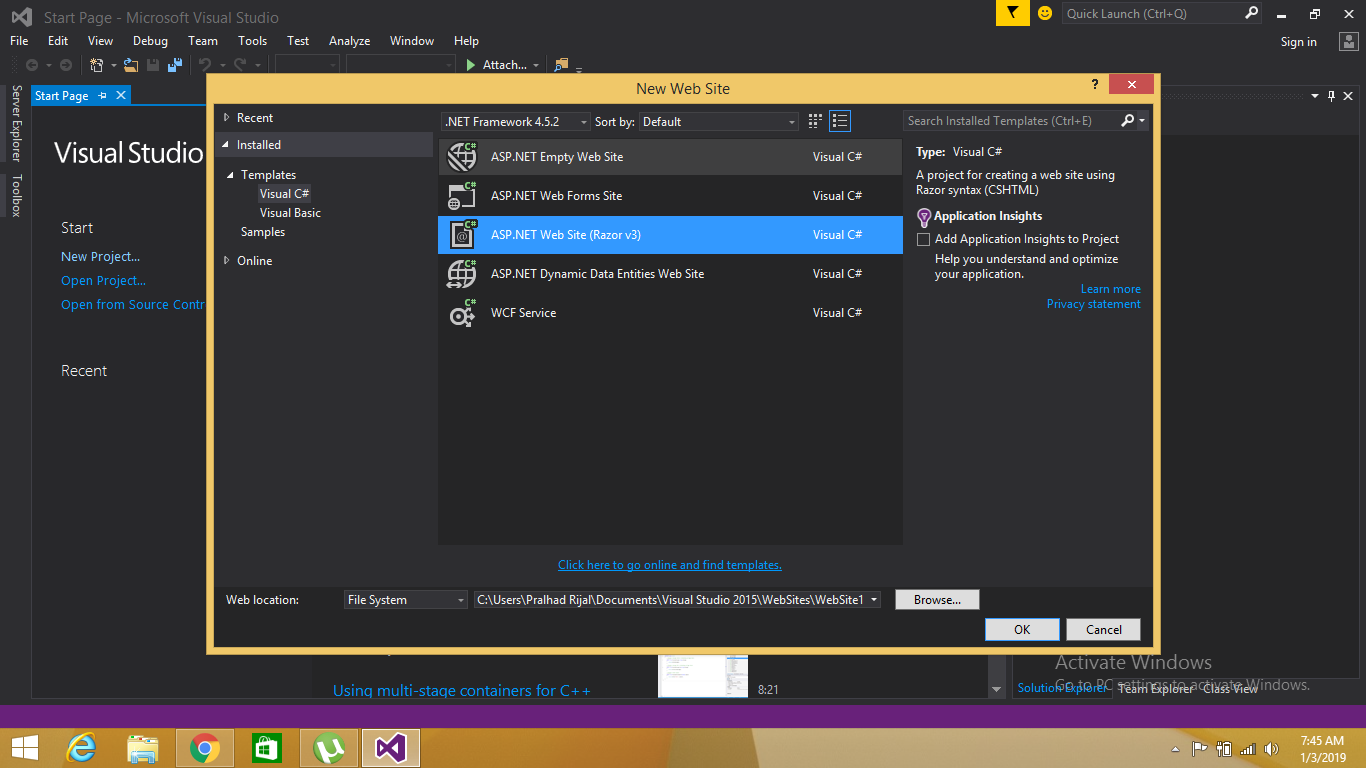 Start Page - Microsoft Visual Studio
Quick Launch (Ctrl+Q)
File Edit View Debug Team Tools Test Analyze Window Help
Sign in
Attach...
Server Explorer
Toolbox
Start Page
Visual Studio
Start
New Project...
Open Project...
Open from Source Contr
Recent
New Web Site
?
Recent
Installed
Templates
Visual C#
Visual Basic
Samples
Online
.NET Framework 4.5.2
Sort by: Default
Search Installed Templates (Ctrl+E)
ASP.NET Empty Web Site Visual C#
ASP.NET Web Forms Site Visual C#
ASP.NET Web Site (Razor v3) Visual C#
ASP.NET Dynamic Data Entities Web Site Visual C#
WCF Service Visual C#
Type: Visual C#
A project for creating a web site using
Razor syntax (CSHTML)
Application Insights
Add Application Insights to Project
Help you understand and optimize
your application.
Learn more
Privacy statement
Click here to go online and find templates.
Web location: File System C:\Users\Pralhad Rijal\Documents\Visual Studio 2015\WebSites\WebSite1 Browse...
OK Cancel
Using multi-stage containers for C++
8:21
Activate Windows
Go to PC settings to activate Windows.
Solution Explorer Team Explorer Class View
7:45 AM
1/3/2019